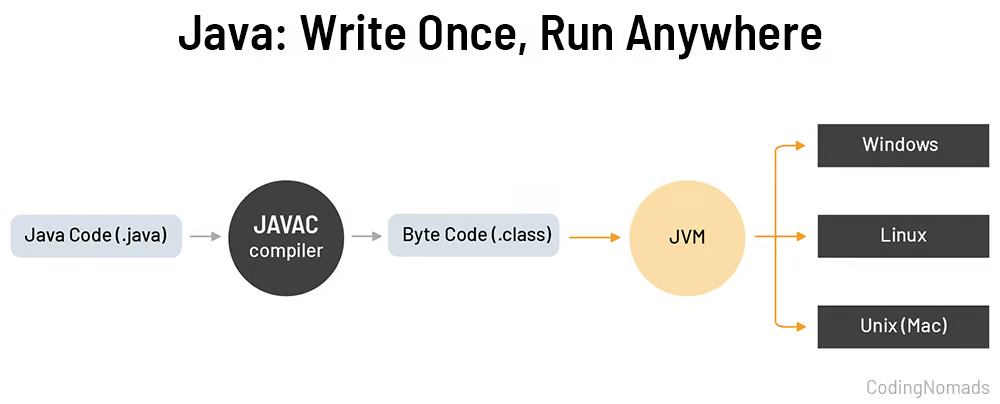 Java: Write Once, Run Anywhere
Java Code (.java)
JAVAC
compiler
Byte Code (.class)
JVM
Windows
Linux
Unix (Mac)
CodingNomads